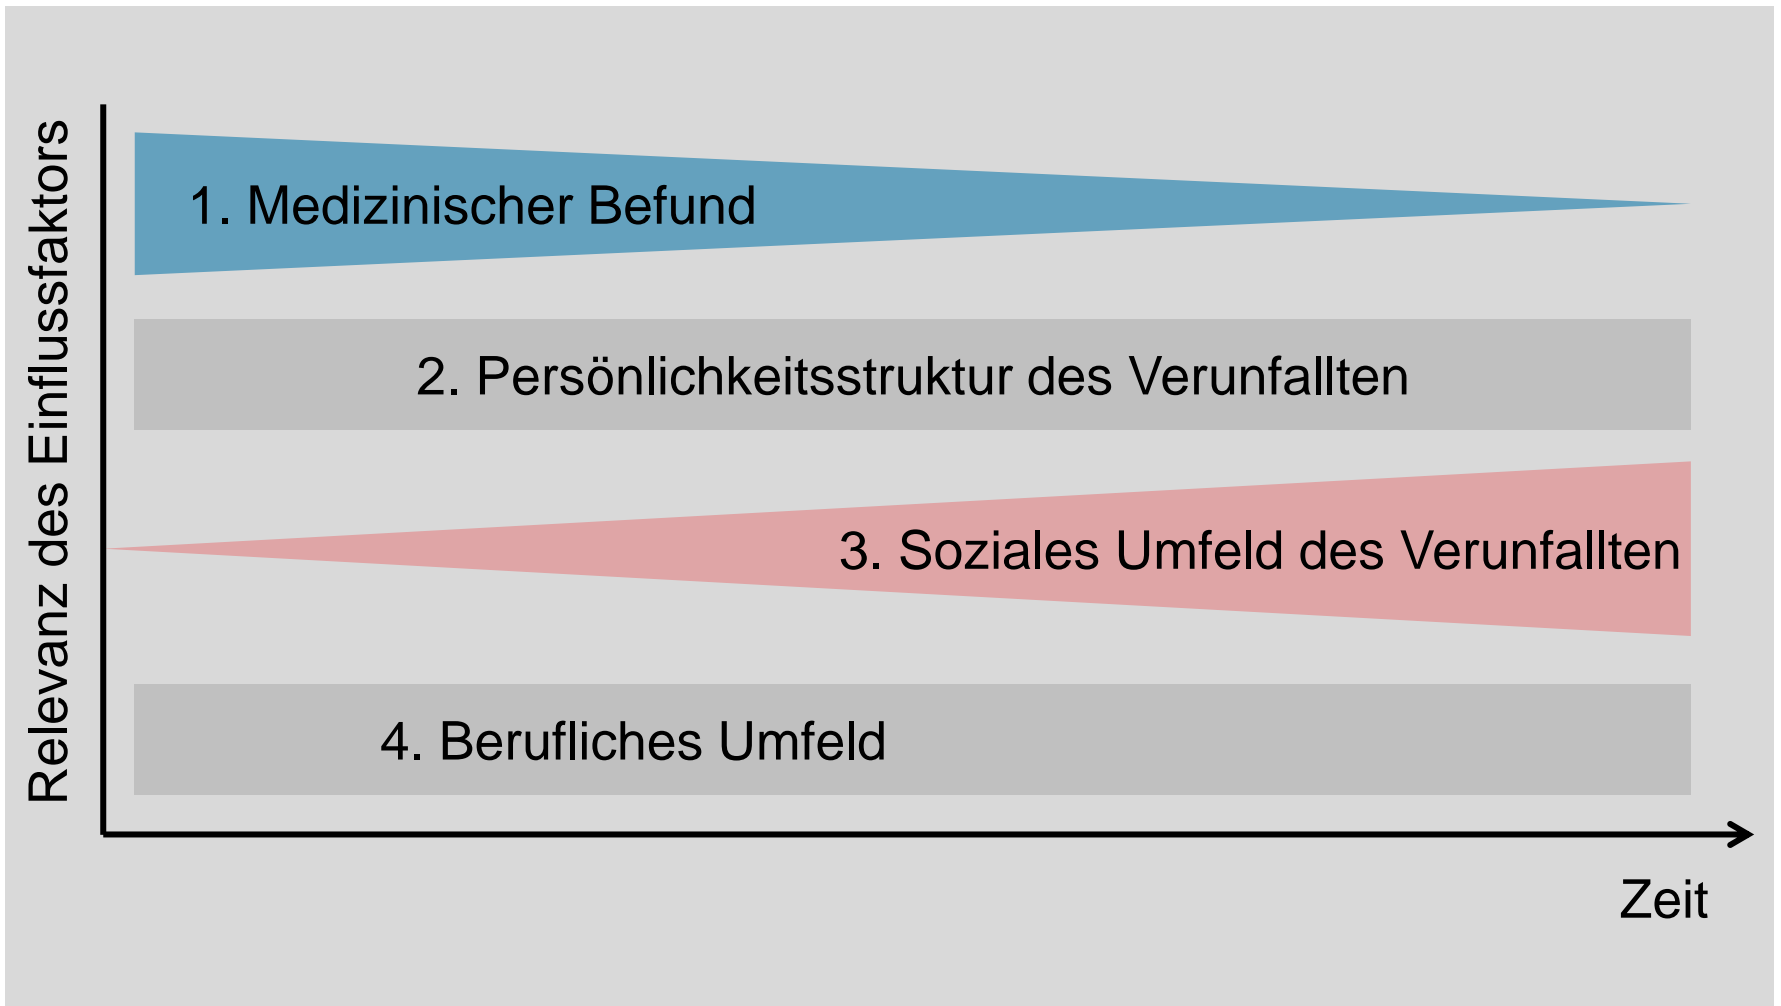 Relevanz des Einflussfaktors
1. Medizinischer Befund
2. Persönlichkeitsstruktur des Verunfallten
3. Soziales Umfeld des Verunfallten
4. Berufliches Umfeld
Zeit